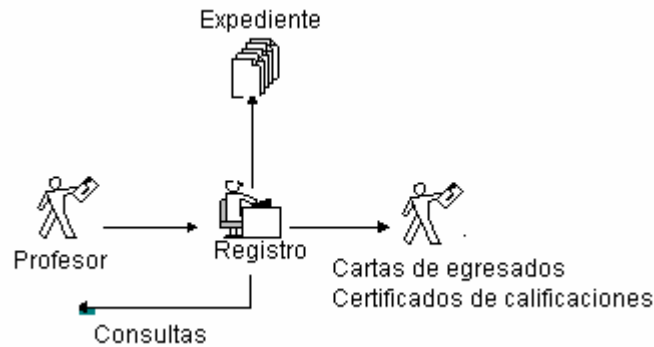 Expediente
Profesor
Registro
Cartas de egresados
Certificados de calificaciones
Consultas